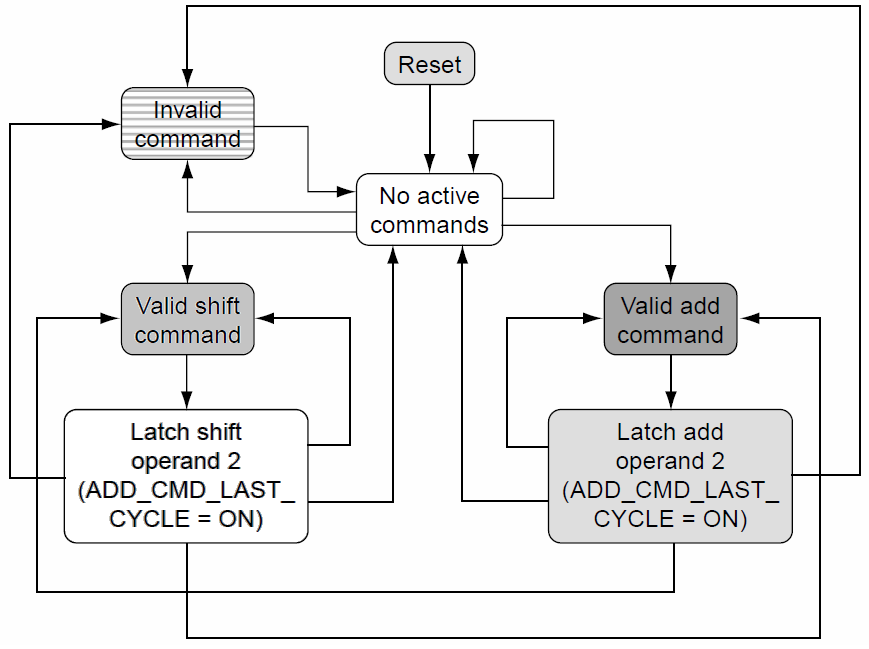 Reset
Invalid
command
No active
commands
Valid shift
command
Valid add
command
Latch shift
operand 2
(ADD_CMD_LAST_
CYCLE = ON)
Latch add
operand 2
(ADD_CMD_LAST_
CYCLE = ON)